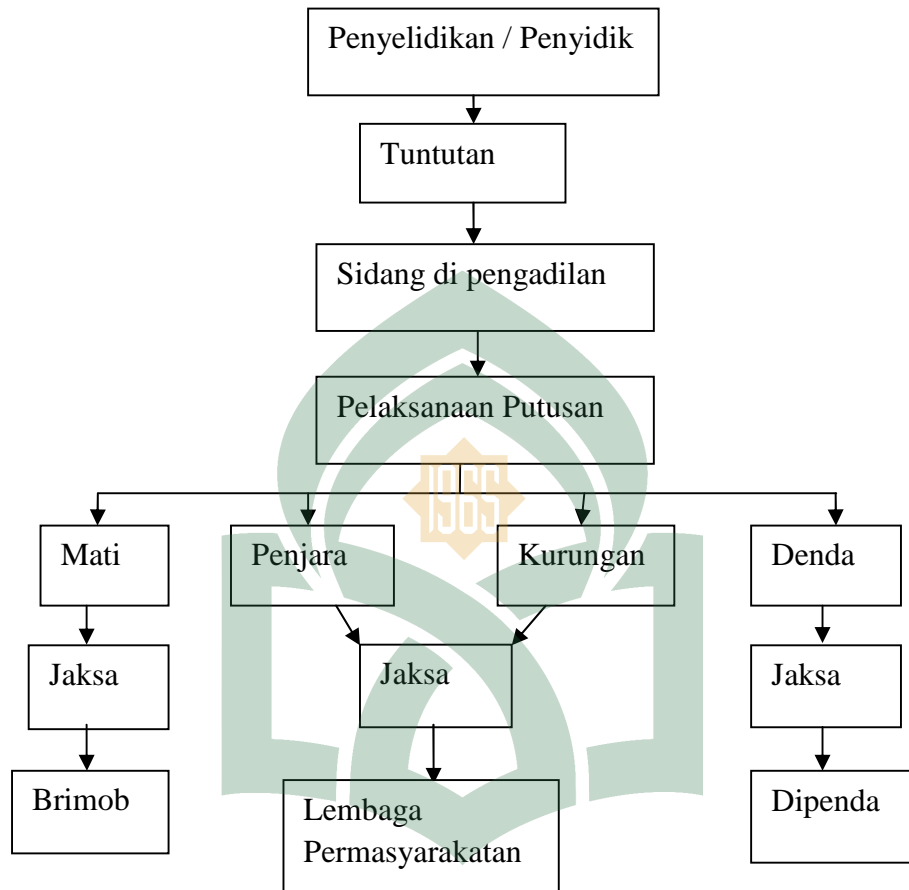 Penyelidikan / Penyidik
Tuntutan
Sidang di pengadilan
Pelaksanaan Putusan
1965
Mati
Penjara
Kurungan
Denda
Jaksa
Jaksa
Jaksa
Brimob
Lembaga
Permasyarakatan
Dipenda